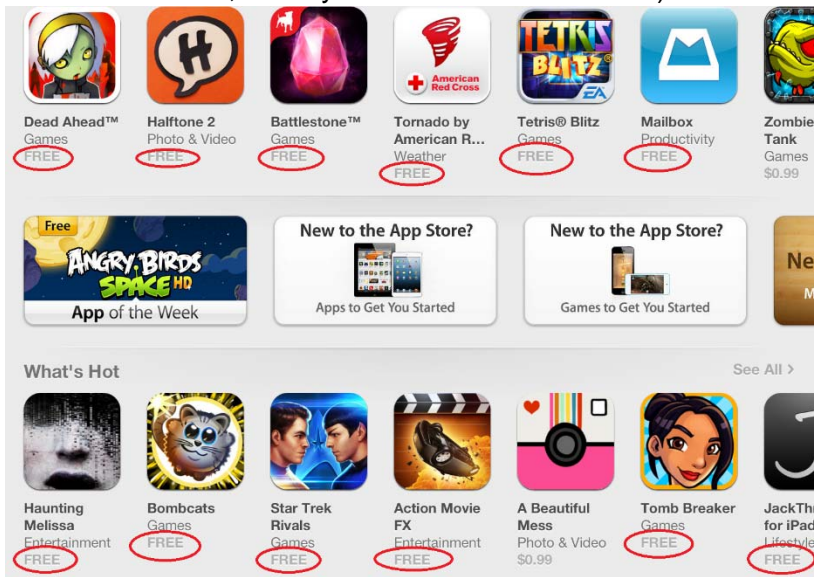 TETRIS
BLITZ
EA
H
American
Red Cross
Dead Ahead™
Games
FREE
Halftone 2
Photo & Video
FREE
Battlestone™
Games
FREE
Tornado by
American R...
Weather
FREE
Tetris® Blitz
Games
FREE
Mailbox
Productivity
FREE
Zombie
Tank
Games
$0.99
Free
ANGRY BIRDS
SPACE HD
App of the Week
New to the App Store?
Apps to Get You Started
New to the App Store?
Games to Get You Started
Ne
M
What's Hot
See All >
Haunting
Melissa
Entertainment
FREE
Bombcats
Games
FREE
Star Trek
Rivals
Games
FREE
Action Movie
FX
Entertainment
FREE
A Beautiful
Mess
Photo & Video
$0.99
Tomb Breaker
Games
FREE
J
JackThr
for iPad
Lifestyle
FREE